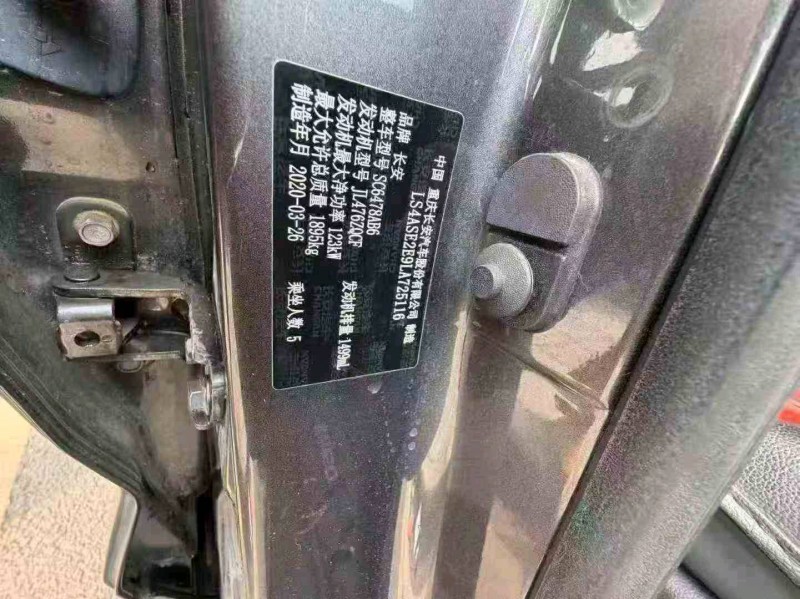 中国 重庆长安汽车股份有限公司 制造
LS4ASE2E9LA725116
品牌 长安
整车型号 SC6478AB6
发动机型号 JL476ZQCF
发动机最大净功率 123kW 发动机排量 1499mL
最大允许总质量 1895kg
制造年月 2020-03-26 乘坐人数 5